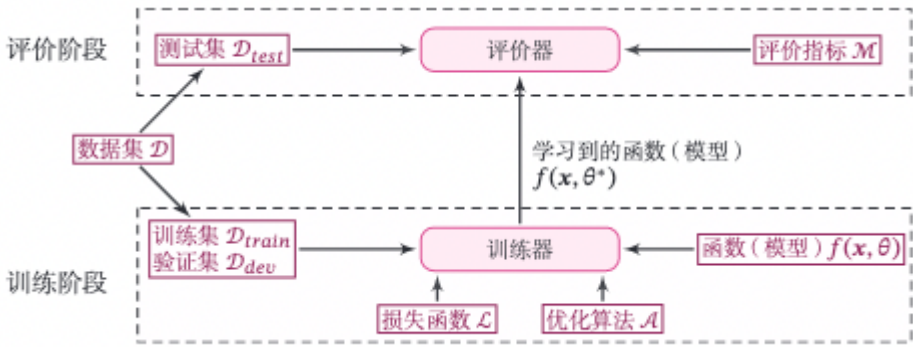 评价阶段
测试集 D_test
评价器
评价指标 M
数据集 D
学习到的函数（模型）
f(x, θ*)
训练集 D_train
验证集 D_dev
训练器
函数（模型）f(x, θ)
训练阶段
损失函数 L
优化算法 A